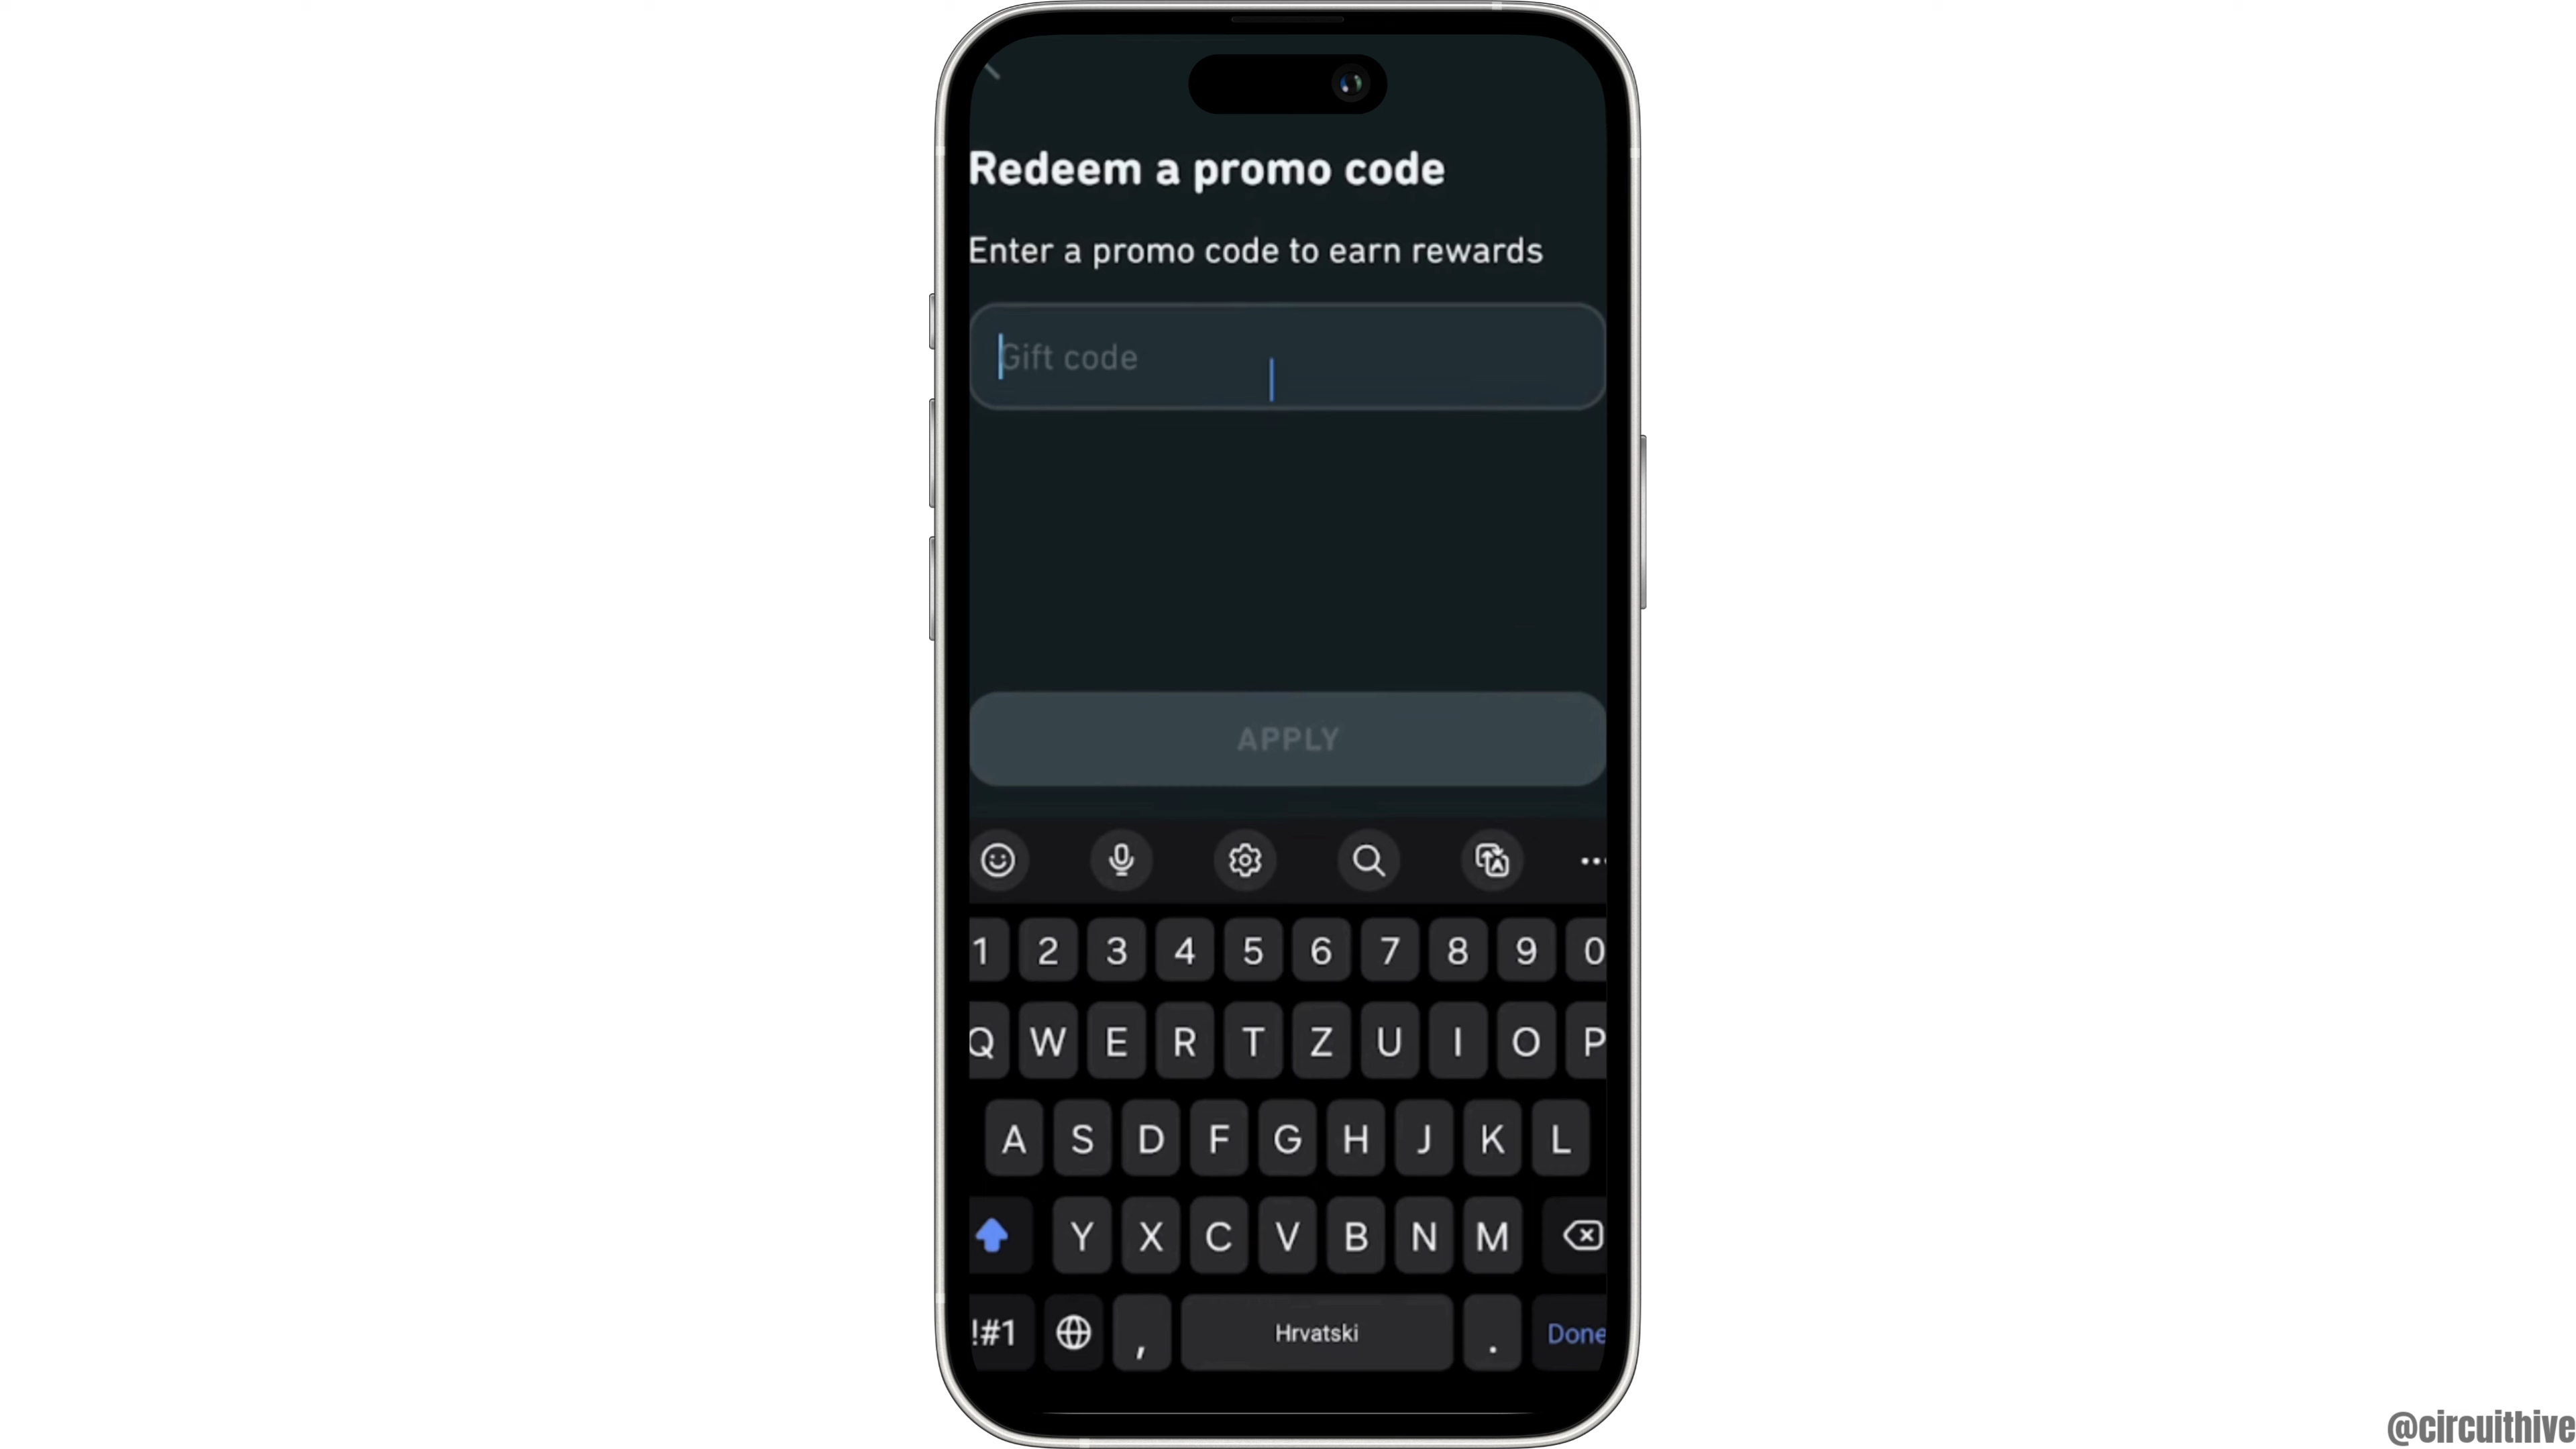 Redeem a promo code
Enter a promo code to earn rewards
Gift code
APPLY
1 2 3 4 5 6 7 8 9 0
Q W E R T Z U I O P
A S D F G H J K L
Y X C V B N M
!#1 , Hrvatski . Done
@circuithive